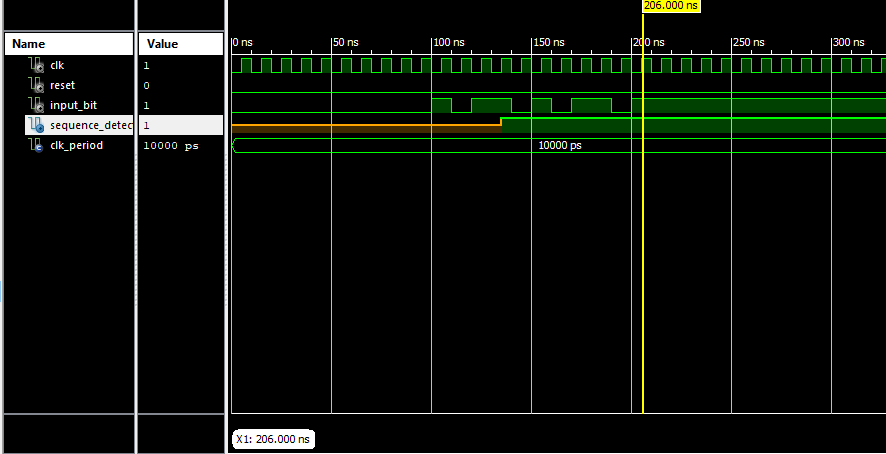 206.000 ns
Name Value
0 ns 50 ns 100 ns 150 ns 200 ns 250 ns 300 ns
clk 1
reset 0
input_bit 1
sequence_detec 1
clk_period 10000 ps 10000 ps
X1: 206.000 ns